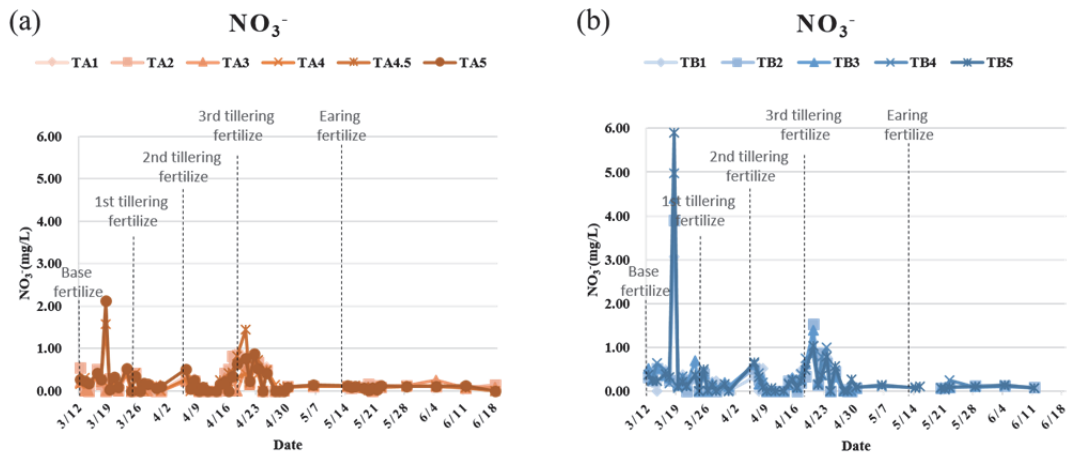 (a)
NO3-
TA1 TA2 TA3 TA4 TA4.5 TA5
3rd tillering
fertilize
Earing
fertilize
2nd tillering
fertilize
1st tillering
fertilize
Base
fertilize
NO3-(mg/L)
6.00
5.00
4.00
3.00
2.00
1.00
0.00
3/12 3/19 3/26 4/2 4/9 4/16 4/23 4/30 5/7 5/14 5/21 5/28 6/4 6/11 6/18
Date
(b)
NO3-
TB1 TB2 TB3 TB4 TB5
3rd tillering
fertilize
Earing
fertilize
2nd tillering
fertilize
1st tillering
fertilize
Base
fertilize
NO3-(mg/L)
6.00
5.00
4.00
3.00
2.00
1.00
0.00
3/12 3/19 3/26 4/2 4/9 4/16 4/23 4/30 5/7 5/14 5/21 5/28 6/4 6/11 6/18
Date